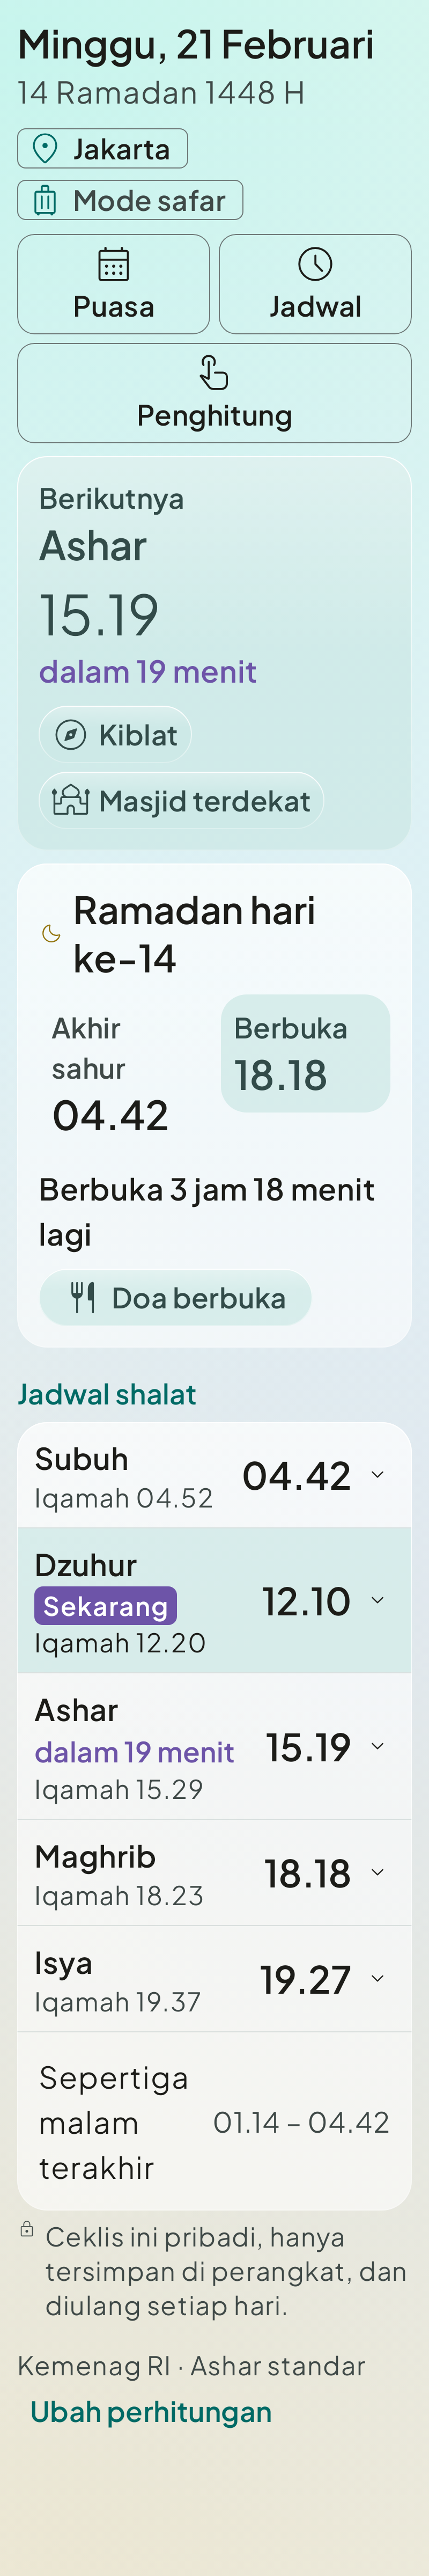 Minggu, 21 Februari
14 Ramadan 1448 H
Jakarta
Mode safar
Puasa
Jadwal
Penghitung
Berikutnya
Ashar
15.19
dalam 19 menit
Kiblat
Masjid terdekat
Ramadan hari
ke-14
Akhir
sahur
04.42
Berbuka
18.18
Berbuka 3 jam 18 menit
lagi
Doa berbuka
Jadwal shalat
Subuh
Iqamah 04.52
04.42
Dzuhur
Sekarang
Iqamah 12.20
12.10
Ashar
dalam 19 menit
Iqamah 15.29
15.19
Maghrib
Iqamah 18.23
18.18
Isya
Iqamah 19.37
19.27
Sepertiga
malam
terakhir
01.14 – 04.42
Ceklis ini pribadi, hanya
tersimpan di perangkat, dan
diulang setiap hari.
Kemenag RI · Ashar standar
Ubah perhitungan